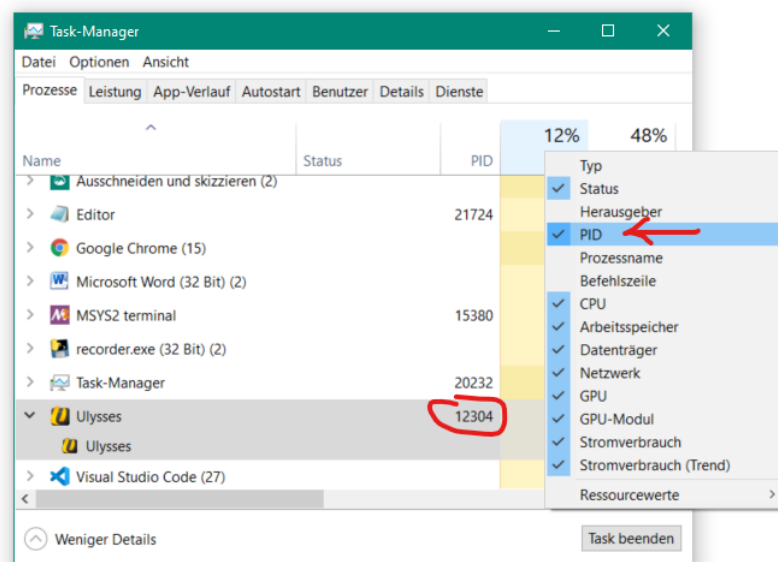 Task-Manager
Datei Optionen Ansicht
Prozesse Leistung App-Verlauf Autostart Benutzer Details Dienste
12% 48%
Name Status PID
Ausschneiden und skizzieren (2)
Editor 21724
Google Chrome (15)
Microsoft Word (32 Bit) (2)
MSYS2 terminal 15380
recorder.exe (32 Bit) (2)
Task-Manager 20232
Ulysses 12304
Ulysses
Visual Studio Code (27)
Weniger Details Task beenden
Typ
Status
Herausgeber
PID
Prozessname
Befehlszeile
CPU
Arbeitsspeicher
Datenträger
Netzwerk
GPU
GPU-Modul
Stromverbrauch
Stromverbrauch (Trend)
Ressourcewerte